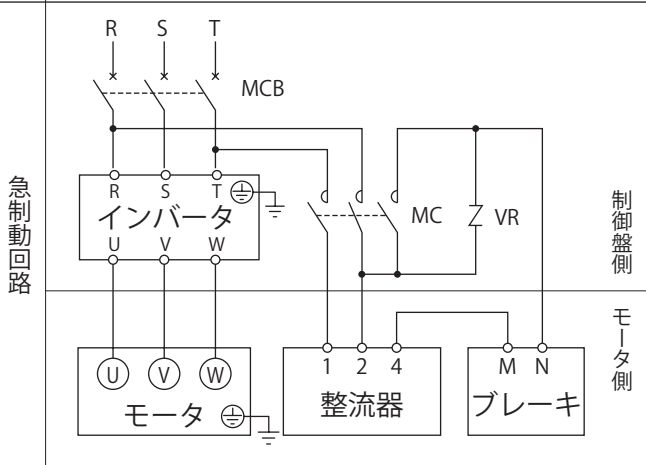 急制動回路
R S T
MCB
R S T
インバータ
U V W
MC
VR
制御盤側
モータ側
U V W
モータ
1 2 4
整流器
M N
ブレーキ